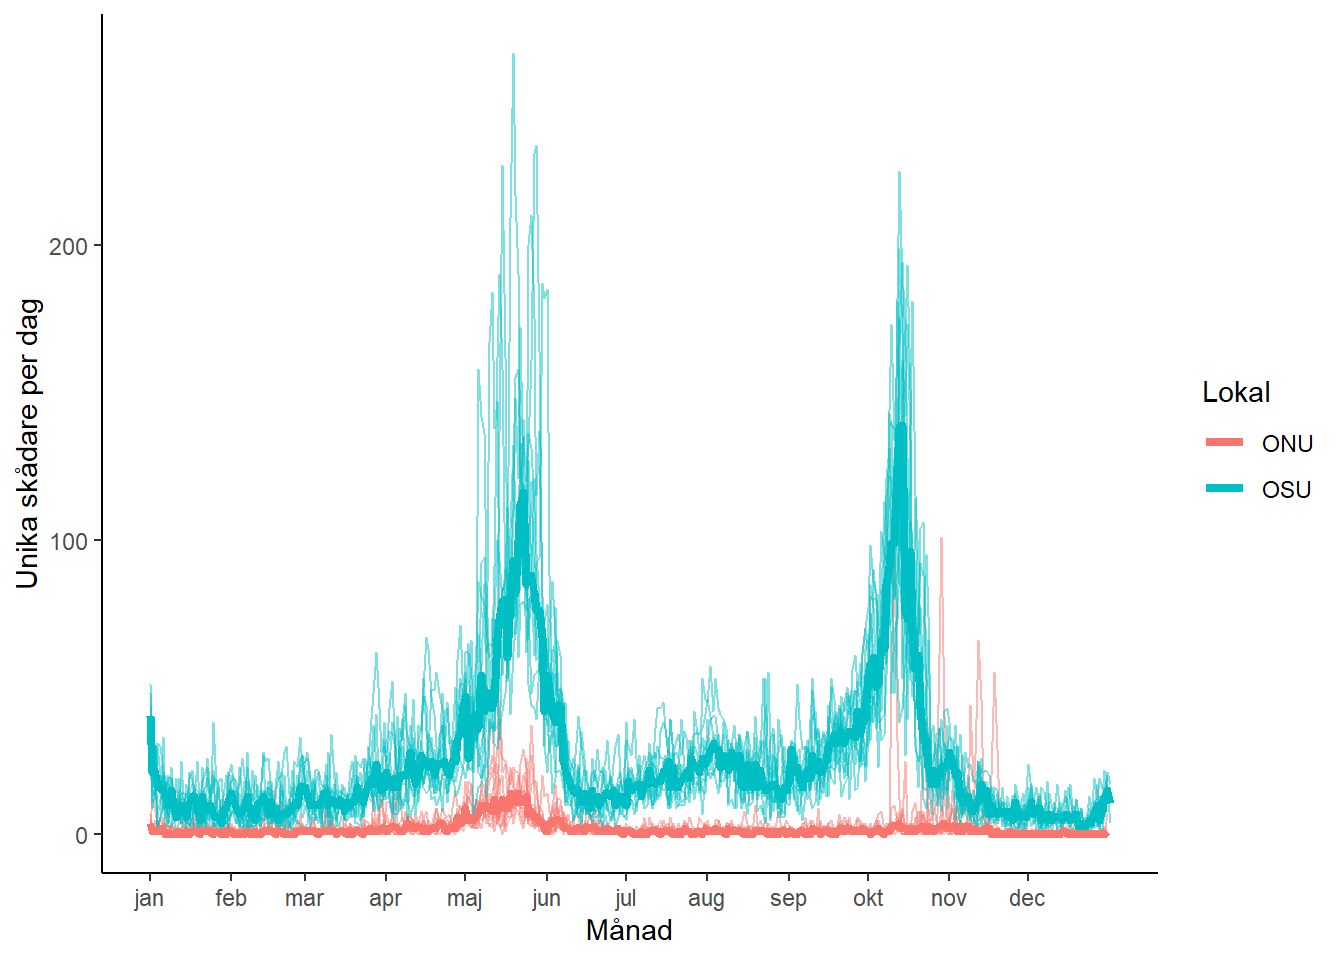 Unika skådare per dag
200
100
0
jan feb mar apr maj jun jul aug sep okt nov dec
Månad
Lokal
ONU
OSU